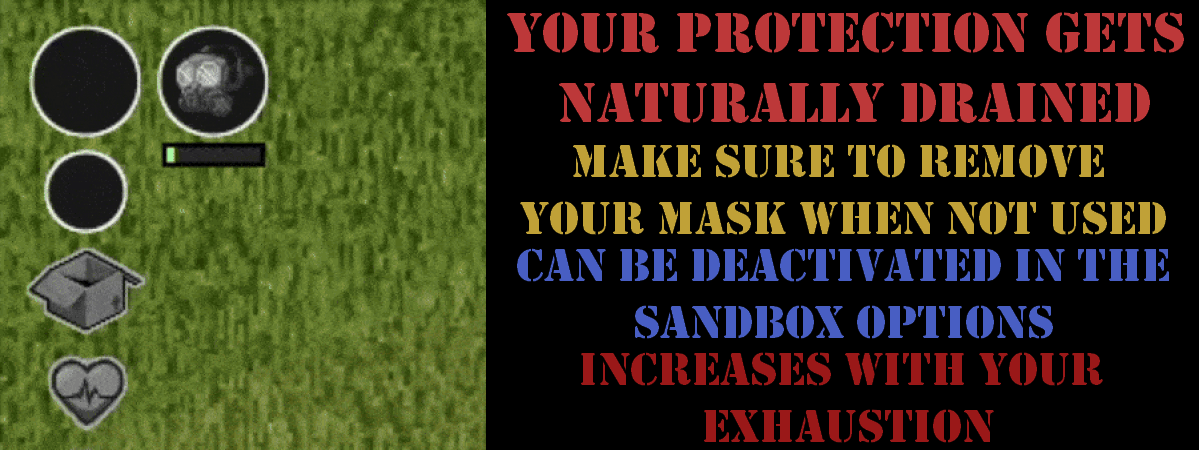 YOUR PROTECTION GETS
NATURALLY DRAINED
MAKE SURE TO REMOVE
YOUR MASK WHEN NOT USED
CAN BE DEACTIVATED IN THE
SANDBOX OPTIONS
INCREASES WITH YOUR
EXHAUSTION